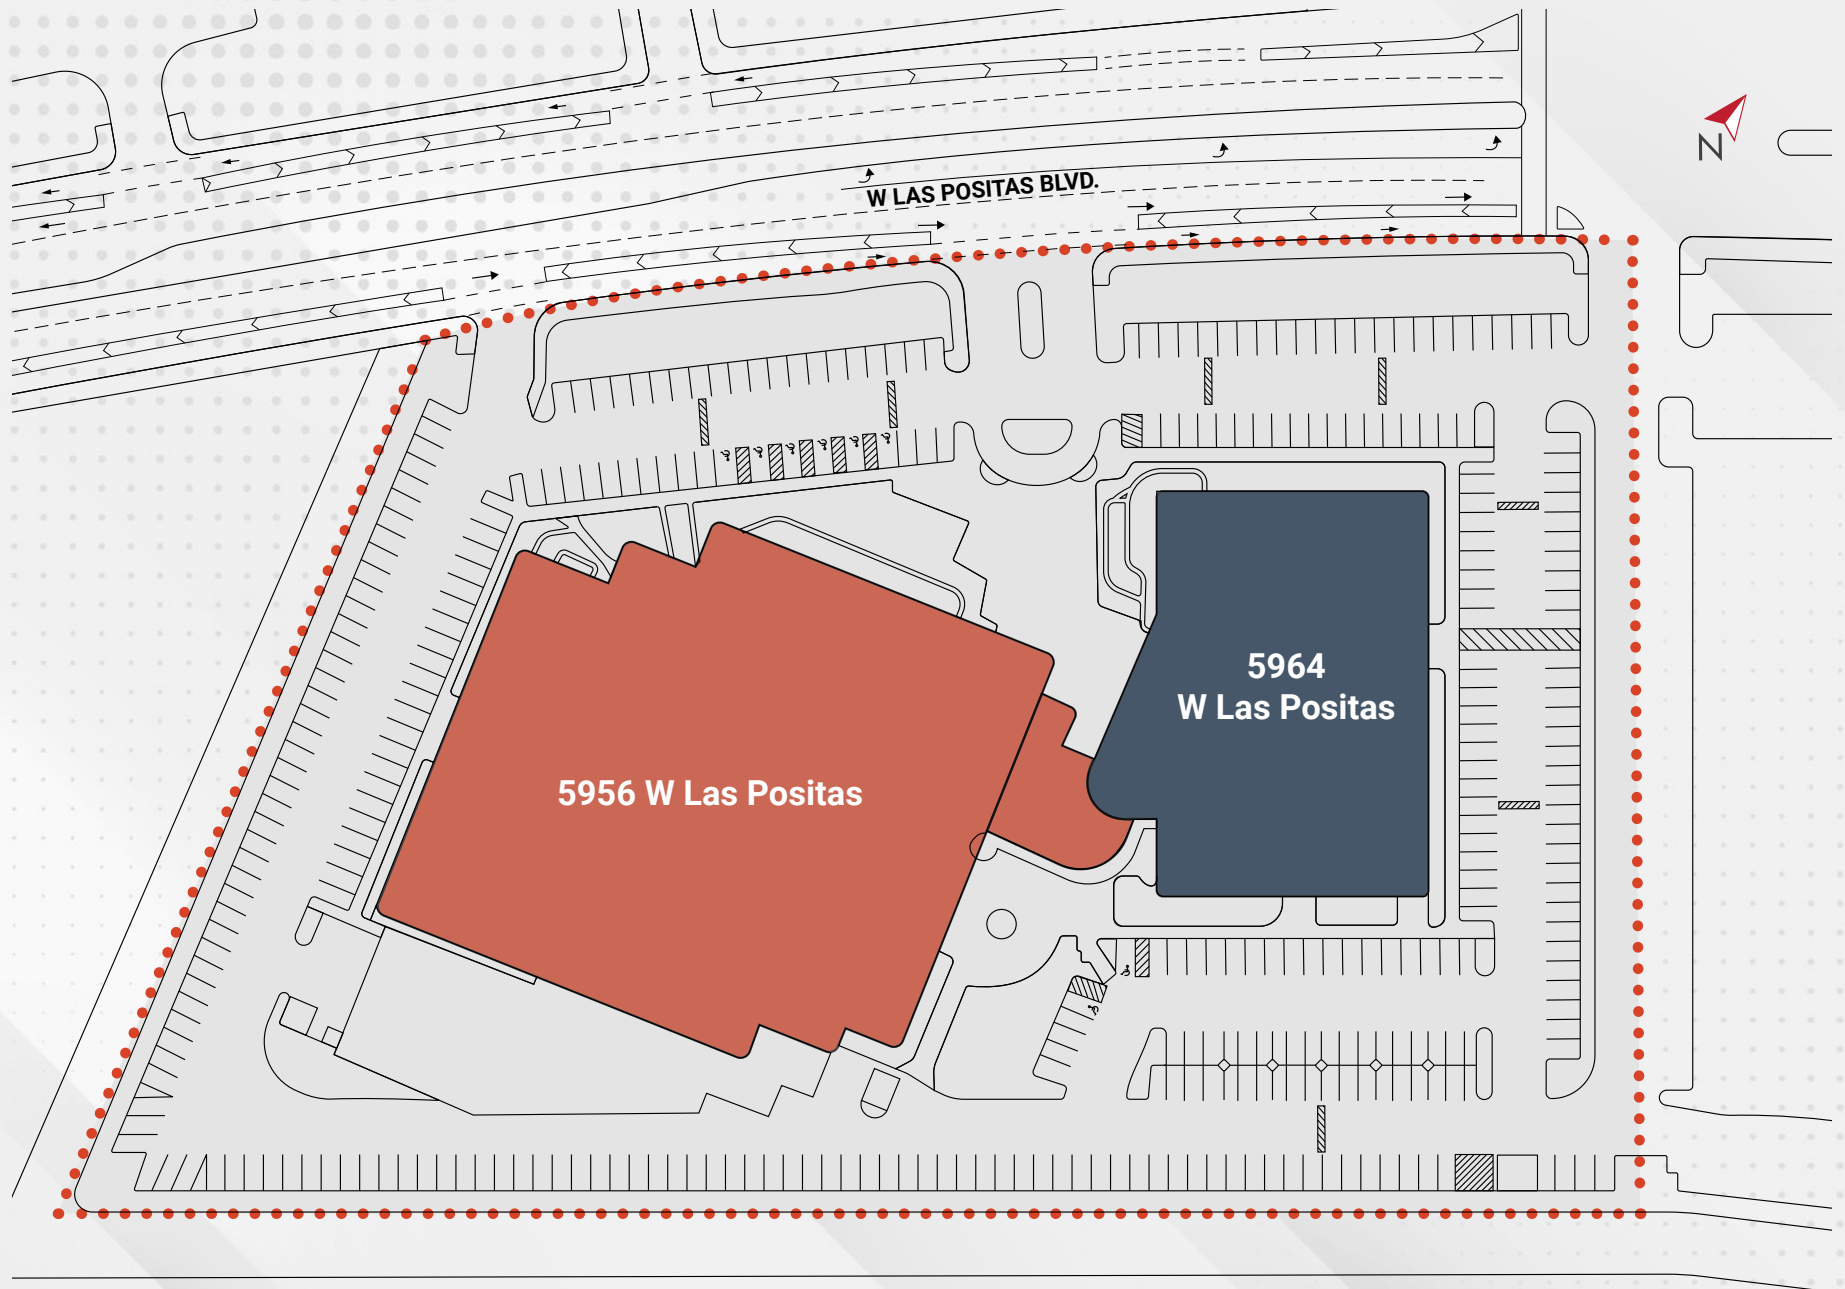 N
W LAS POSITAS BLVD.
5964
W Las Positas
5956 W Las Positas